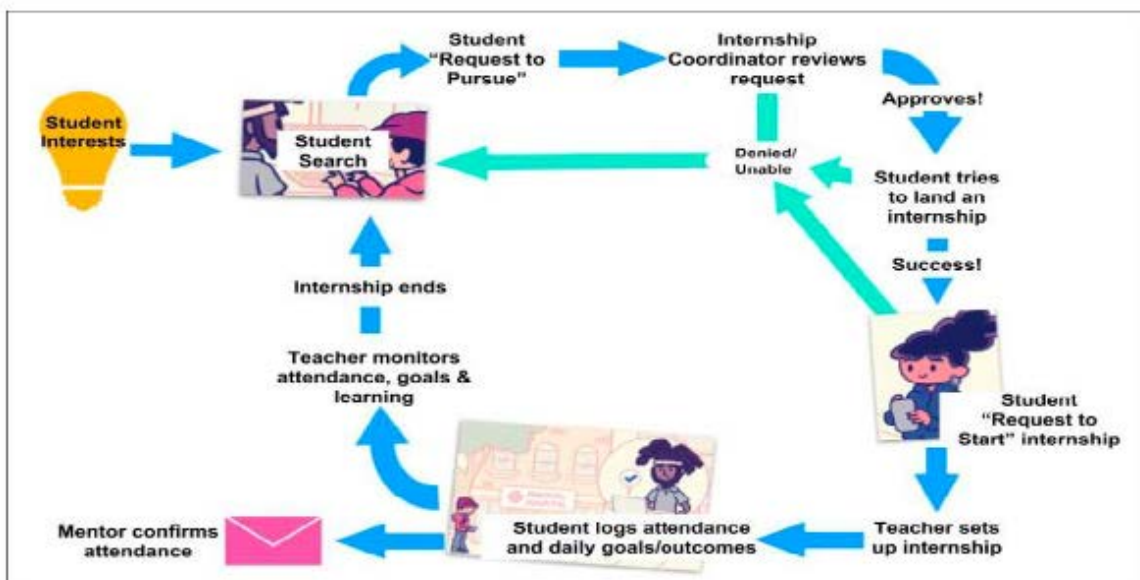 Student
Interests
Student
Search
Student
“Request to
Pursue”
Internship
Coordinator reviews
request
Approves!
Denied/
Unable
Student tries
to land an
internship
Success!
Student
“Request to
Start” internship
Teacher sets
up internship
Student logs attendance
and daily goals/outcomes
Mentor confirms
attendance
Teacher monitors
attendance, goals &
learning
Internship ends